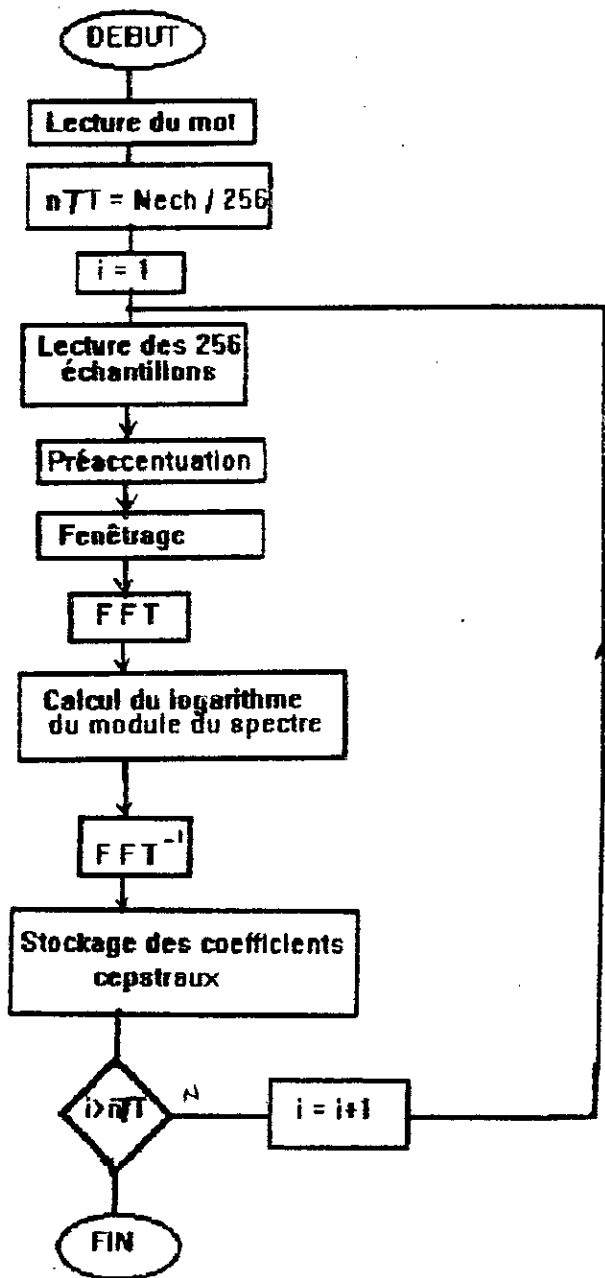 DEBUT
Lecture du mot
nTT = Nech / 256
i = 1
Lecture des 256
échantillons
Préaccentuation
Fenêtrage
FFT
Calcul du logarithme
du module du spectre
FFT⁻¹
Stockage des coefficients
cepstraux
i>nTT
N
i = i+1
FIN